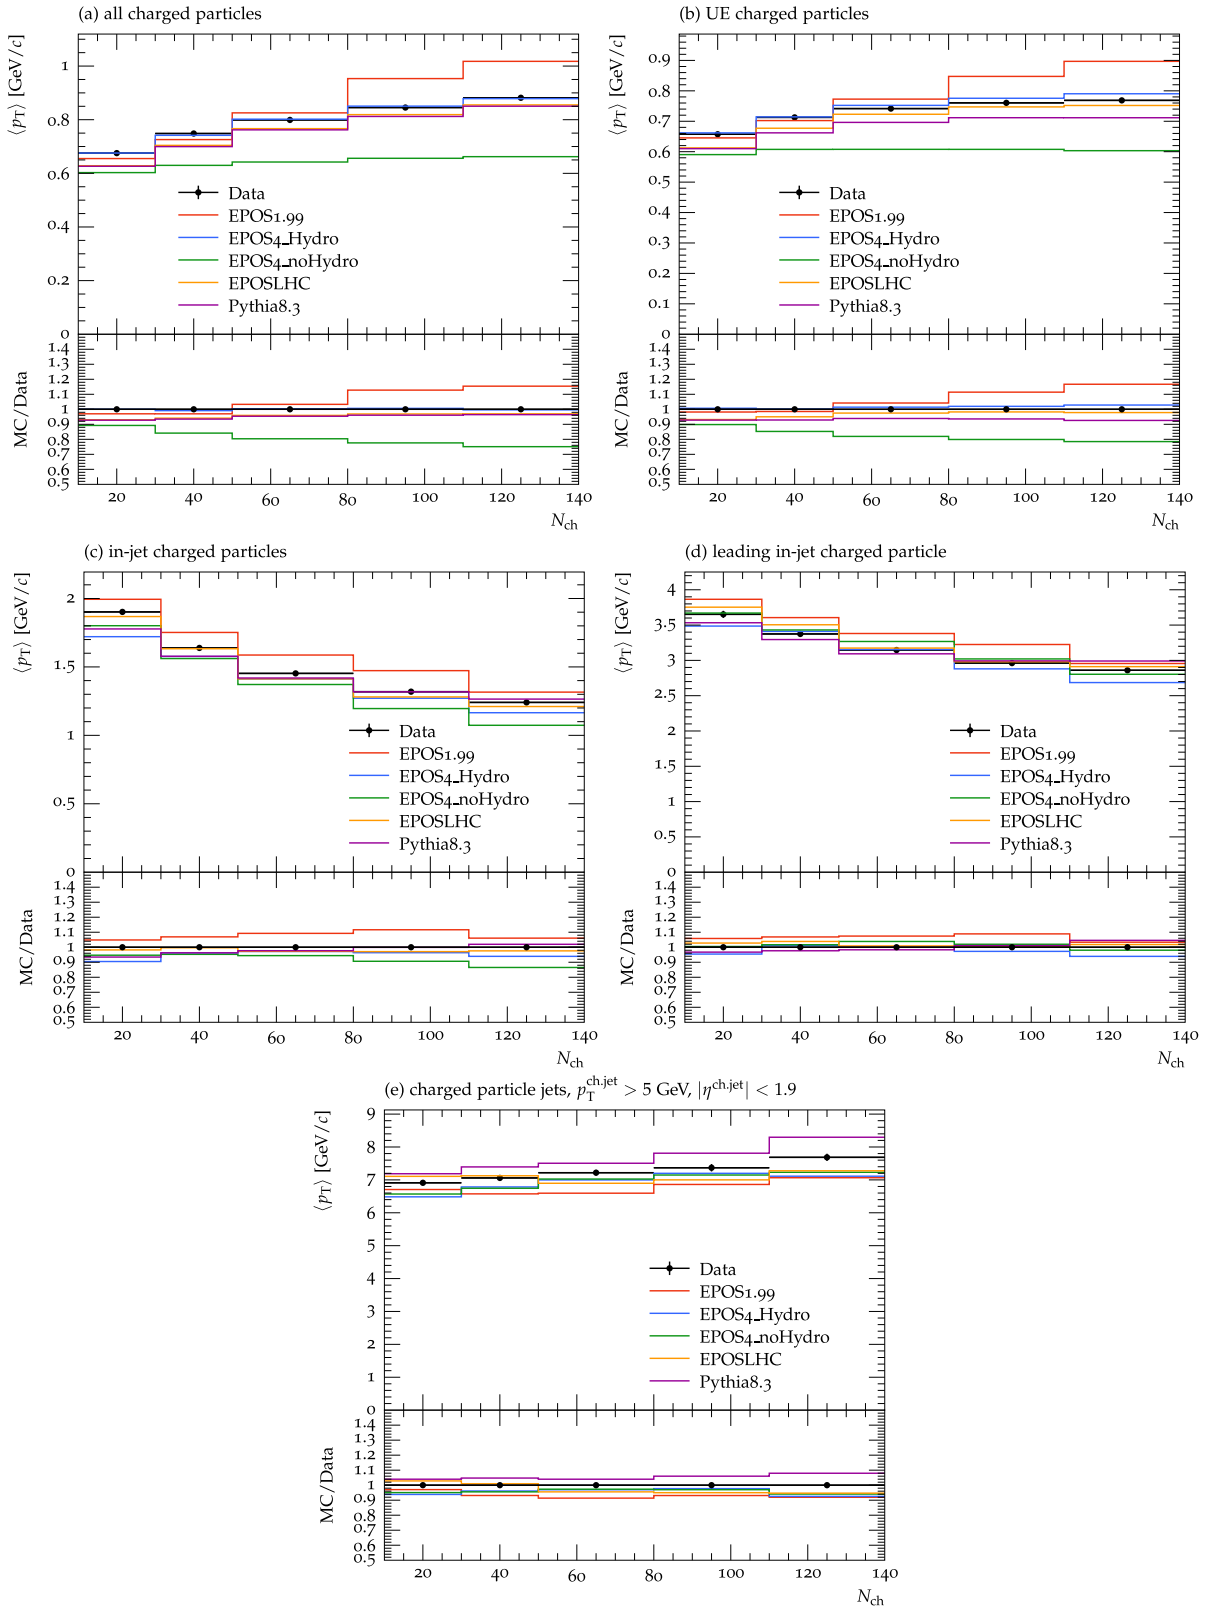 (a) all charged particles
⟨pT⟩ [GeV/c]
1
0.8
0.6
0.4
0.2
0
Data
EPOS1.99
EPOS4_Hydro
EPOS4_noHydro
EPOSLHC
Pythia8.3
MC/Data
1.4
1.3
1.2
1.1
1
0.9
0.8
0.7
0.6
0.5
20 40 60 80 100 120 140
Nch
(b) UE charged particles
⟨pT⟩ [GeV/c]
0.9
0.8
0.7
0.6
0.5
0.4
0.3
0.2
0.1
0
Data
EPOS1.99
EPOS4_Hydro
EPOS4_noHydro
EPOSLHC
Pythia8.3
MC/Data
1.4
1.3
1.2
1.1
1
0.9
0.8
0.7
0.6
0.5
20 40 60 80 100 120 140
Nch
(c) in-jet charged particles
⟨pT⟩ [GeV/c]
2
1.5
1
0.5
0
Data
EPOS1.99
EPOS4_Hydro
EPOS4_noHydro
EPOSLHC
Pythia8.3
MC/Data
1.4
1.3
1.2
1.1
1
0.9
0.8
0.7
0.6
0.5
20 40 60 80 100 120 140
Nch
(d) leading in-jet charged particle
⟨pT⟩ [GeV/c]
4
3.5
3
2.5
2
1.5
1
0.5
0
Data
EPOS1.99
EPOS4_Hydro
EPOS4_noHydro
EPOSLHC
Pythia8.3
MC/Data
1.4
1.3
1.2
1.1
1
0.9
0.8
0.7
0.6
0.5
20 40 60 80 100 120 140
Nch
(e) charged particle jets, pT^ch.jet > 5 GeV, |η^ch.jet| < 1.9
⟨pT⟩ [GeV/c]
9
8
7
6
5
4
3
2
1
0
Data
EPOS1.99
EPOS4_Hydro
EPOS4_noHydro
EPOSLHC
Pythia8.3
MC/Data
1.4
1.3
1.2
1.1
1
0.9
0.8
0.7
0.6
0.5
20 40 60 80 100 120 140
Nch